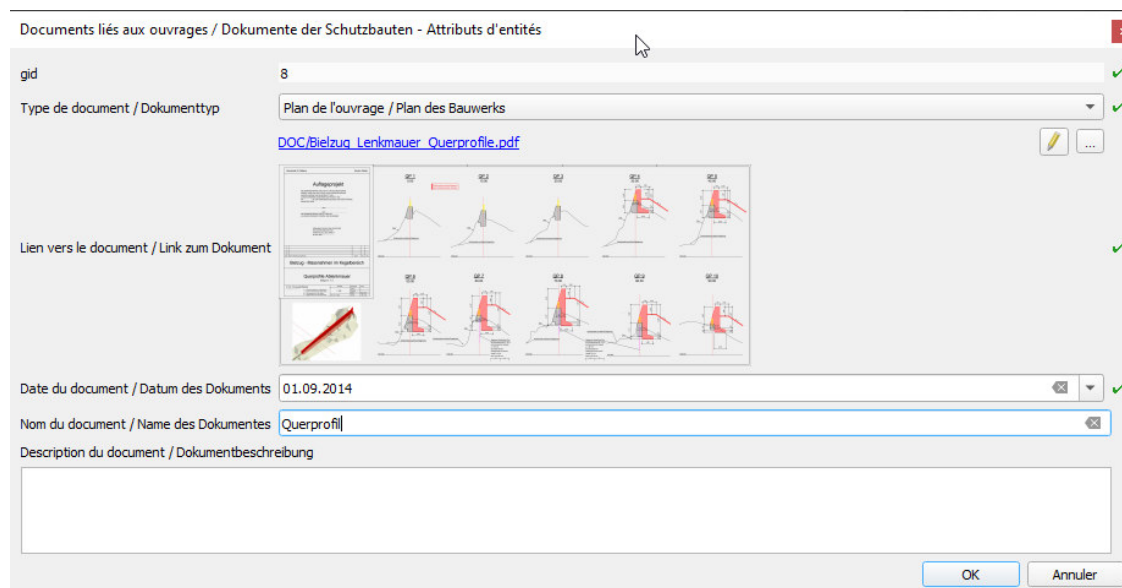 Documents liés aux ouvrages / Dokumente der Schutzbauten - Attributs d'entités
gid 8
Type de document / Dokumenttyp Plan de l'ouvrage / Plan des Bauwerks
DOC/Bielzug_Lenkmauer_Querprofile.pdf
...
Auflageprojekt
Lien vers le document / Link zum Dokument
Date du document / Datum des Dokuments 01.09.2014
Nom du document / Name des Dokumentes Querprofil
Description du document / Dokumentbeschreibung
OK Annuler